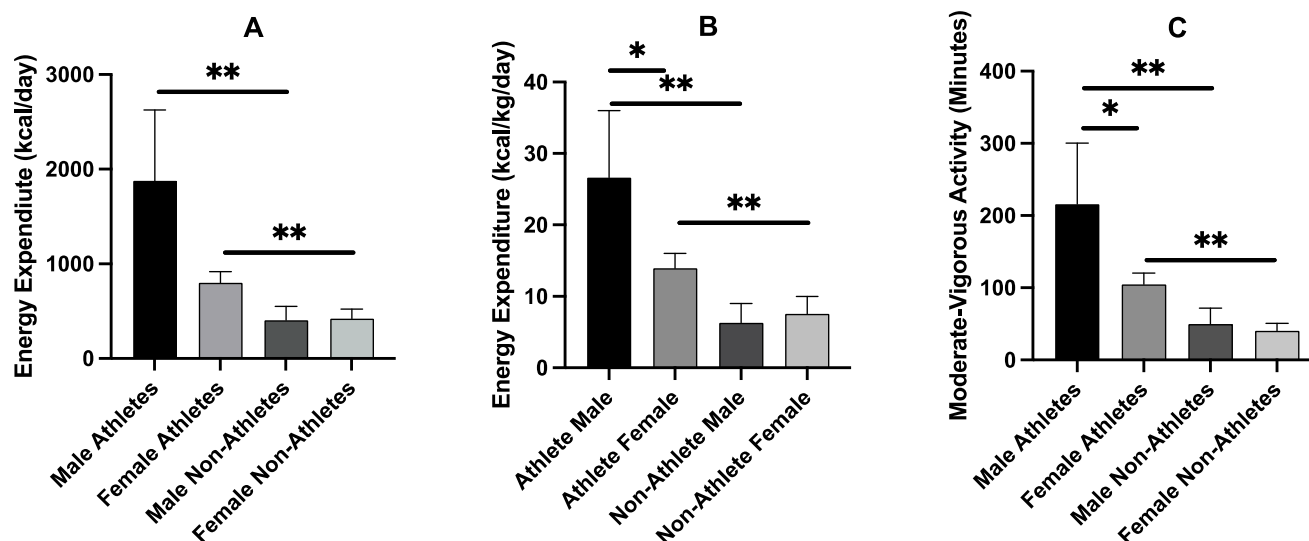 A
Energy Expendiute (kcal/day)
3000
2000
1000
0
**
**
Male Athletes
Female Athletes
Male Non-Athletes
Female Non-Athletes
B
Energy Expenditure (kcal/kg/day)
40
30
20
10
0
*
**
**
Athlete Male
Athlete Female
Non-Athlete Male
Non-Athlete Female
C
Moderate-Vigorous Activity (Minutes)
400
300
200
100
0
**
*
**
Male Athletes
Female Athletes
Male Non-Athletes
Female Non-Athletes